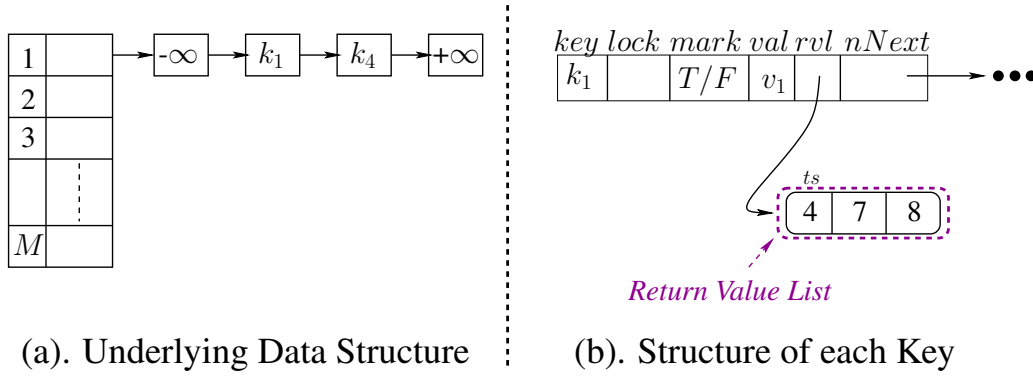 1
-∞ k₁ k₄ +∞
2
3
M
(a). Underlying Data Structure
key lock mark val rvl nNext
k₁ T/F v₁
ts
4 7 8
Return Value List
(b). Structure of each Key